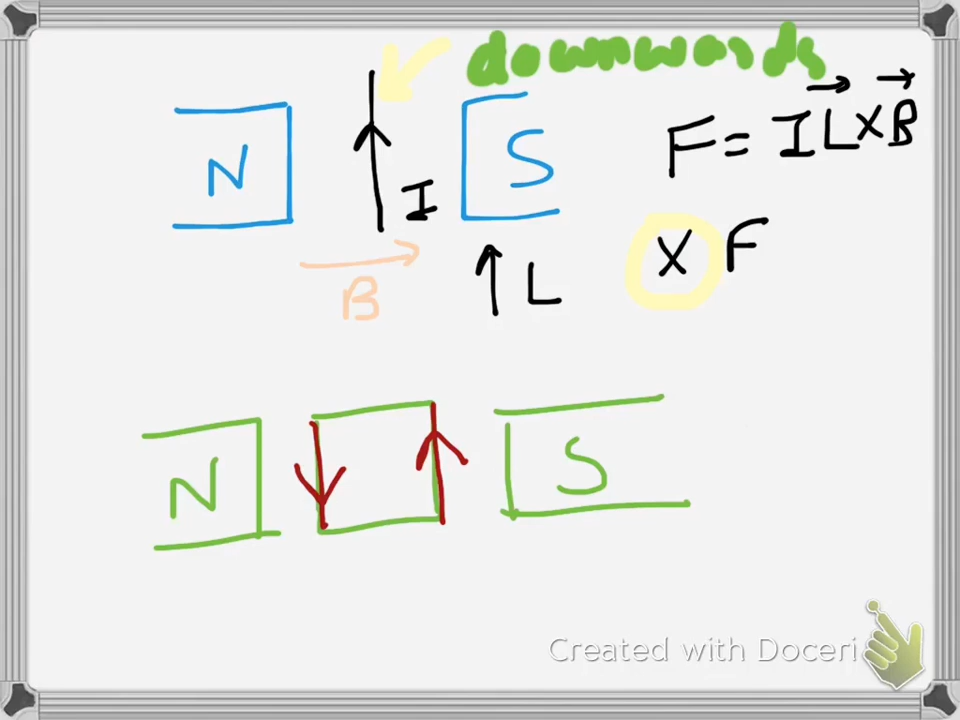 downwards
N I S F = I L X B
B L X F
N S
Created with Doceri